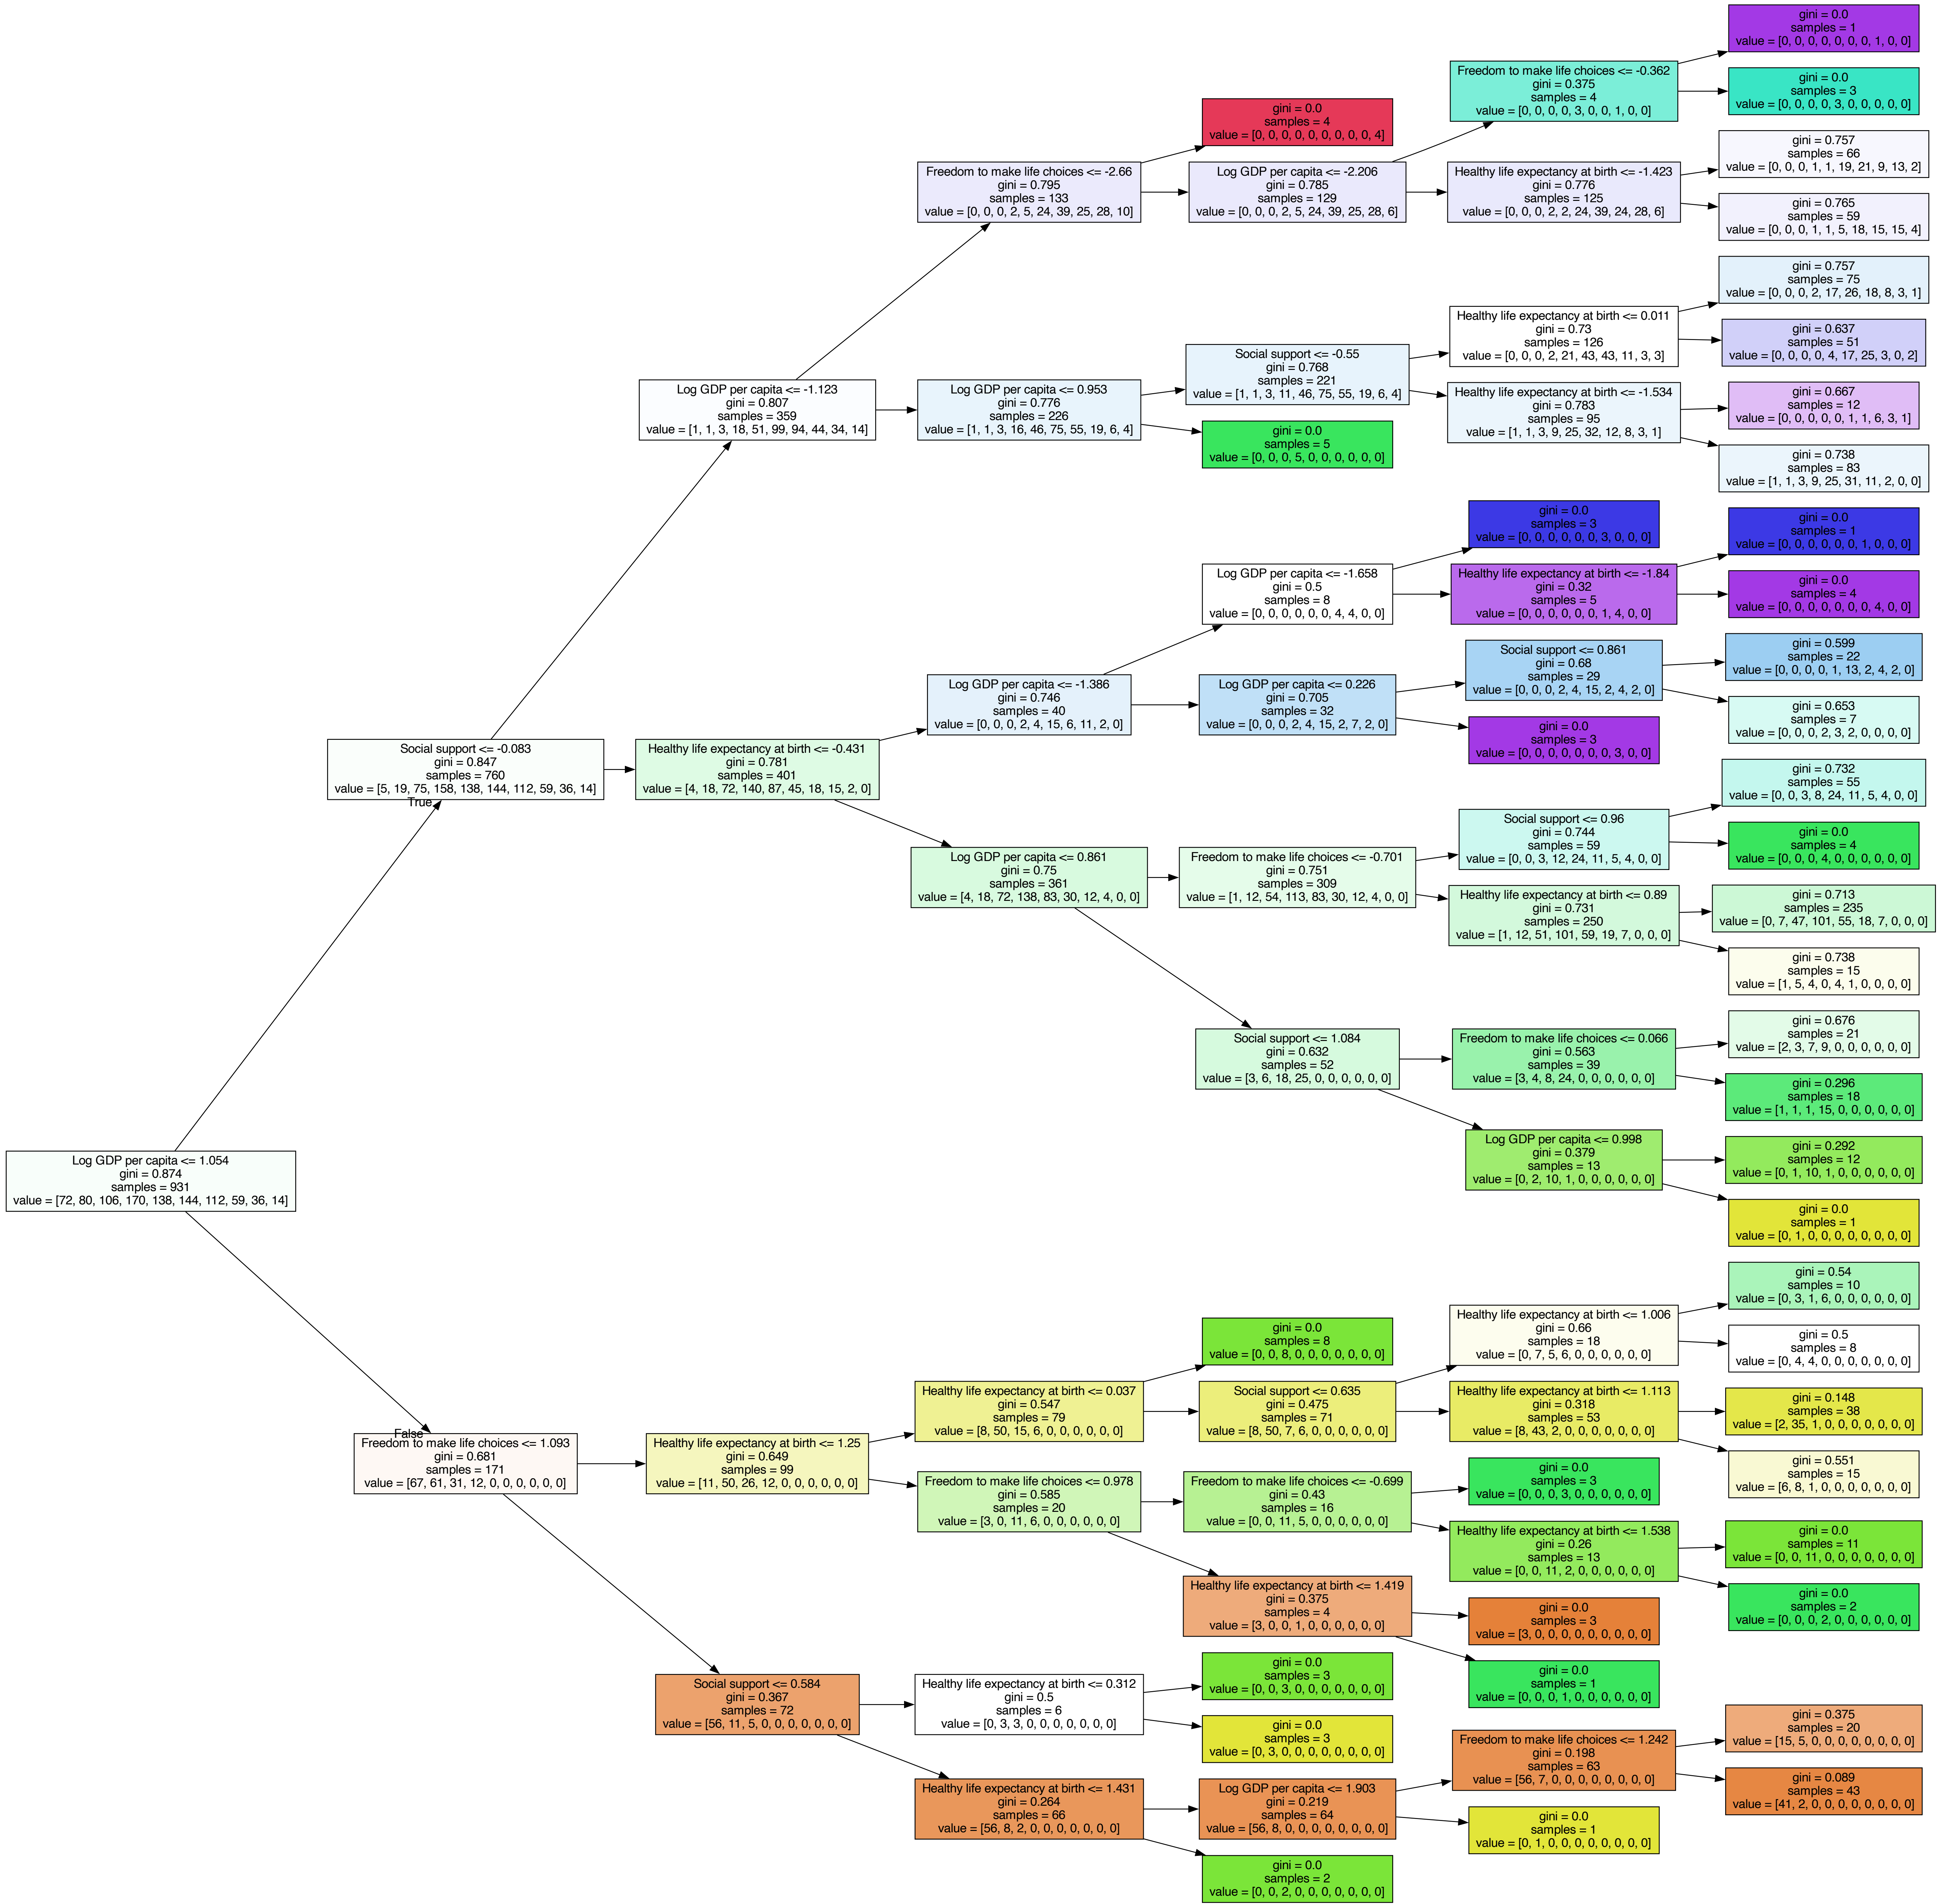 Log GDP per capita <= 1.054
gini = 0.874
samples = 931
value = [72, 80, 106, 170, 138, 144, 112, 59, 36, 14]
Social support <= -0.083
gini = 0.847
samples = 760
value = [5, 19, 75, 158, 138, 144, 112, 59, 36, 14]
True
False
Freedom to make life choices <= 1.093
gini = 0.681
samples = 171
value = [67, 61, 31, 12, 0, 0, 0, 0, 0, 0]
Log GDP per capita <= -1.123
gini = 0.807
samples = 359
value = [1, 1, 3, 18, 51, 99, 94, 44, 34, 14]
Healthy life expectancy at birth <= -0.431
gini = 0.781
samples = 401
value = [4, 18, 72, 140, 87, 45, 18, 15, 2, 0]
Healthy life expectancy at birth <= 1.25
gini = 0.649
samples = 99
value = [11, 50, 26, 12, 0, 0, 0, 0, 0, 0]
Social support <= 0.584
gini = 0.367
samples = 72
value = [56, 11, 5, 0, 0, 0, 0, 0, 0, 0]
Freedom to make life choices <= -2.66
gini = 0.795
samples = 133
value = [0, 0, 0, 2, 5, 24, 39, 25, 28, 10]
Log GDP per capita <= 0.953
gini = 0.776
samples = 226
value = [1, 1, 3, 16, 46, 75, 55, 19, 6, 4]
Log GDP per capita <= -1.386
gini = 0.746
samples = 40
value = [0, 0, 0, 2, 4, 15, 6, 11, 2, 0]
Log GDP per capita <= 0.861
gini = 0.75
samples = 361
value = [4, 18, 72, 138, 83, 30, 12, 4, 0, 0]
Healthy life expectancy at birth <= 0.037
gini = 0.547
samples = 79
value = [8, 50, 15, 6, 0, 0, 0, 0, 0, 0]
Freedom to make life choices <= 0.978
gini = 0.585
samples = 20
value = [3, 0, 11, 6, 0, 0, 0, 0, 0, 0]
Healthy life expectancy at birth <= 0.312
gini = 0.5
samples = 6
value = [0, 3, 3, 0, 0, 0, 0, 0, 0, 0]
Healthy life expectancy at birth <= 1.431
gini = 0.264
samples = 66
value = [56, 8, 2, 0, 0, 0, 0, 0, 0, 0]
gini = 0.0
samples = 4
value = [0, 0, 0, 0, 0, 0, 0, 0, 0, 4]
Log GDP per capita <= -2.206
gini = 0.785
samples = 129
value = [0, 0, 0, 2, 5, 24, 39, 25, 28, 6]
Social support <= -0.55
gini = 0.768
samples = 221
value = [1, 1, 3, 11, 46, 75, 55, 19, 6, 4]
gini = 0.0
samples = 5
value = [0, 0, 0, 5, 0, 0, 0, 0, 0, 0]
Log GDP per capita <= -1.658
gini = 0.5
samples = 8
value = [0, 0, 0, 0, 0, 0, 4, 4, 0, 0]
Log GDP per capita <= 0.226
gini = 0.705
samples = 32
value = [0, 0, 0, 2, 4, 15, 2, 7, 2, 0]
Freedom to make life choices <= -0.701
gini = 0.751
samples = 309
value = [1, 12, 54, 113, 83, 30, 12, 4, 0, 0]
Social support <= 1.084
gini = 0.632
samples = 52
value = [3, 6, 18, 25, 0, 0, 0, 0, 0, 0]
gini = 0.0
samples = 8
value = [0, 0, 8, 0, 0, 0, 0, 0, 0, 0]
Social support <= 0.635
gini = 0.475
samples = 71
value = [8, 50, 7, 6, 0, 0, 0, 0, 0, 0]
Freedom to make life choices <= -0.699
gini = 0.43
samples = 16
value = [0, 0, 11, 5, 0, 0, 0, 0, 0, 0]
Healthy life expectancy at birth <= 1.419
gini = 0.375
samples = 4
value = [3, 0, 0, 1, 0, 0, 0, 0, 0, 0]
gini = 0.0
samples = 3
value = [0, 0, 3, 0, 0, 0, 0, 0, 0, 0]
gini = 0.0
samples = 3
value = [0, 3, 0, 0, 0, 0, 0, 0, 0, 0]
Log GDP per capita <= 1.903
gini = 0.219
samples = 64
value = [56, 8, 0, 0, 0, 0, 0, 0, 0, 0]
gini = 0.0
samples = 2
value = [0, 0, 2, 0, 0, 0, 0, 0, 0, 0]
Freedom to make life choices <= -0.362
gini = 0.375
samples = 4
value = [0, 0, 0, 0, 3, 0, 0, 1, 0, 0]
Healthy life expectancy at birth <= -1.423
gini = 0.776
samples = 125
value = [0, 0, 0, 2, 2, 24, 39, 24, 28, 6]
Healthy life expectancy at birth <= 0.011
gini = 0.73
samples = 126
value = [0, 0, 0, 2, 21, 43, 43, 11, 3, 3]
Healthy life expectancy at birth <= -1.534
gini = 0.783
samples = 95
value = [1, 1, 3, 9, 25, 32, 12, 8, 3, 1]
gini = 0.0
samples = 3
value = [0, 0, 0, 0, 0, 0, 3, 0, 0, 0]
Healthy life expectancy at birth <= -1.84
gini = 0.32
samples = 5
value = [0, 0, 0, 0, 0, 0, 1, 4, 0, 0]
Social support <= 0.861
gini = 0.68
samples = 29
value = [0, 0, 0, 2, 4, 15, 2, 4, 2, 0]
gini = 0.0
samples = 3
value = [0, 0, 0, 0, 0, 0, 0, 3, 0, 0]
Social support <= 0.96
gini = 0.744
samples = 59
value = [0, 0, 3, 12, 24, 11, 5, 4, 0, 0]
Healthy life expectancy at birth <= 0.89
gini = 0.731
samples = 250
value = [1, 12, 51, 101, 59, 19, 7, 0, 0, 0]
Freedom to make life choices <= 0.066
gini = 0.563
samples = 39
value = [3, 4, 8, 24, 0, 0, 0, 0, 0, 0]
Log GDP per capita <= 0.998
gini = 0.379
samples = 13
value = [0, 2, 10, 1, 0, 0, 0, 0, 0, 0]
Healthy life expectancy at birth <= 1.006
gini = 0.66
samples = 18
value = [0, 7, 5, 6, 0, 0, 0, 0, 0, 0]
Healthy life expectancy at birth <= 1.113
gini = 0.318
samples = 53
value = [8, 43, 2, 0, 0, 0, 0, 0, 0, 0]
gini = 0.0
samples = 3
value = [0, 0, 0, 3, 0, 0, 0, 0, 0, 0]
Healthy life expectancy at birth <= 1.538
gini = 0.26
samples = 13
value = [0, 0, 11, 2, 0, 0, 0, 0, 0, 0]
gini = 0.0
samples = 3
value = [3, 0, 0, 0, 0, 0, 0, 0, 0, 0]
gini = 0.0
samples = 1
value = [0, 0, 0, 1, 0, 0, 0, 0, 0, 0]
Freedom to make life choices <= 1.242
gini = 0.198
samples = 63
value = [56, 7, 0, 0, 0, 0, 0, 0, 0, 0]
gini = 0.0
samples = 1
value = [0, 1, 0, 0, 0, 0, 0, 0, 0, 0]
gini = 0.0
samples = 1
value = [0, 0, 0, 0, 0, 0, 0, 1, 0, 0]
gini = 0.0
samples = 3
value = [0, 0, 0, 0, 3, 0, 0, 0, 0, 0]
gini = 0.757
samples = 66
value = [0, 0, 0, 1, 1, 19, 21, 9, 13, 2]
gini = 0.765
samples = 59
value = [0, 0, 0, 1, 1, 5, 18, 15, 15, 4]
gini = 0.757
samples = 75
value = [0, 0, 0, 2, 17, 26, 18, 8, 3, 1]
gini = 0.637
samples = 51
value = [0, 0, 0, 0, 4, 17, 25, 3, 0, 2]
gini = 0.667
samples = 12
value = [0, 0, 0, 0, 0, 1, 1, 6, 3, 1]
gini = 0.738
samples = 83
value = [1, 1, 3, 9, 25, 31, 11, 2, 0, 0]
gini = 0.0
samples = 1
value = [0, 0, 0, 0, 0, 0, 1, 0, 0, 0]
gini = 0.0
samples = 4
value = [0, 0, 0, 0, 0, 0, 0, 4, 0, 0]
gini = 0.599
samples = 22
value = [0, 0, 0, 0, 1, 13, 2, 4, 2, 0]
gini = 0.653
samples = 7
value = [0, 0, 0, 2, 3, 2, 0, 0, 0, 0]
gini = 0.732
samples = 55
value = [0, 0, 3, 8, 24, 11, 5, 4, 0, 0]
gini = 0.0
samples = 4
value = [0, 0, 0, 4, 0, 0, 0, 0, 0, 0]
gini = 0.713
samples = 235
value = [0, 7, 47, 101, 55, 18, 7, 0, 0, 0]
gini = 0.738
samples = 15
value = [1, 5, 4, 0, 4, 1, 0, 0, 0, 0]
gini = 0.676
samples = 21
value = [2, 3, 7, 9, 0, 0, 0, 0, 0, 0]
gini = 0.296
samples = 18
value = [1, 1, 1, 15, 0, 0, 0, 0, 0, 0]
gini = 0.292
samples = 12
value = [0, 1, 10, 1, 0, 0, 0, 0, 0, 0]
gini = 0.0
samples = 1
value = [0, 1, 0, 0, 0, 0, 0, 0, 0, 0]
gini = 0.54
samples = 10
value = [0, 3, 1, 6, 0, 0, 0, 0, 0, 0]
gini = 0.5
samples = 8
value = [0, 4, 4, 0, 0, 0, 0, 0, 0, 0]
gini = 0.148
samples = 38
value = [2, 35, 1, 0, 0, 0, 0, 0, 0, 0]
gini = 0.551
samples = 15
value = [6, 8, 1, 0, 0, 0, 0, 0, 0, 0]
gini = 0.0
samples = 11
value = [0, 0, 11, 0, 0, 0, 0, 0, 0, 0]
gini = 0.0
samples = 2
value = [0, 0, 0, 2, 0, 0, 0, 0, 0, 0]
gini = 0.375
samples = 20
value = [15, 5, 0, 0, 0, 0, 0, 0, 0, 0]
gini = 0.089
samples = 43
value = [41, 2, 0, 0, 0, 0, 0, 0, 0, 0]